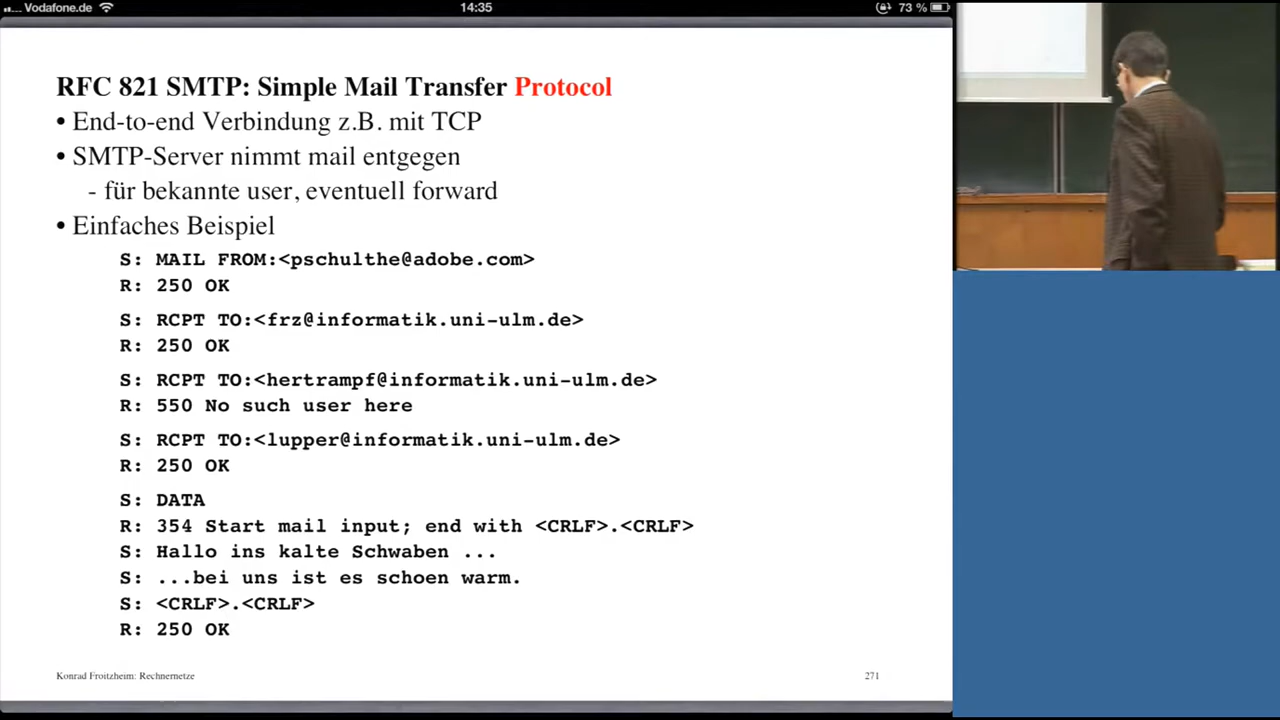 Vodafone.de
14:35
73 %
RFC 821 SMTP: Simple Mail Transfer Protocol
• End-to-end Verbindung z.B. mit TCP
• SMTP-Server nimmt mail entgegen
- für bekannte user, eventuell forward
• Einfaches Beispiel
S: MAIL FROM:<pschulthe@adobe.com>
R: 250 OK
S: RCPT TO:<frz@informatik.uni-ulm.de>
R: 250 OK
S: RCPT TO:<hertrampf@informatik.uni-ulm.de>
R: 550 No such user here
S: RCPT TO:<lupper@informatik.uni-ulm.de>
R: 250 OK
S: DATA
R: 354 Start mail input; end with <CRLF>.<CRLF>
S: Hallo ins kalte Schwaben ...
S: ...bei uns ist es schoen warm.
S: <CRLF>.<CRLF>
R: 250 OK
Konrad Froitzheim: Rechnernetze
271